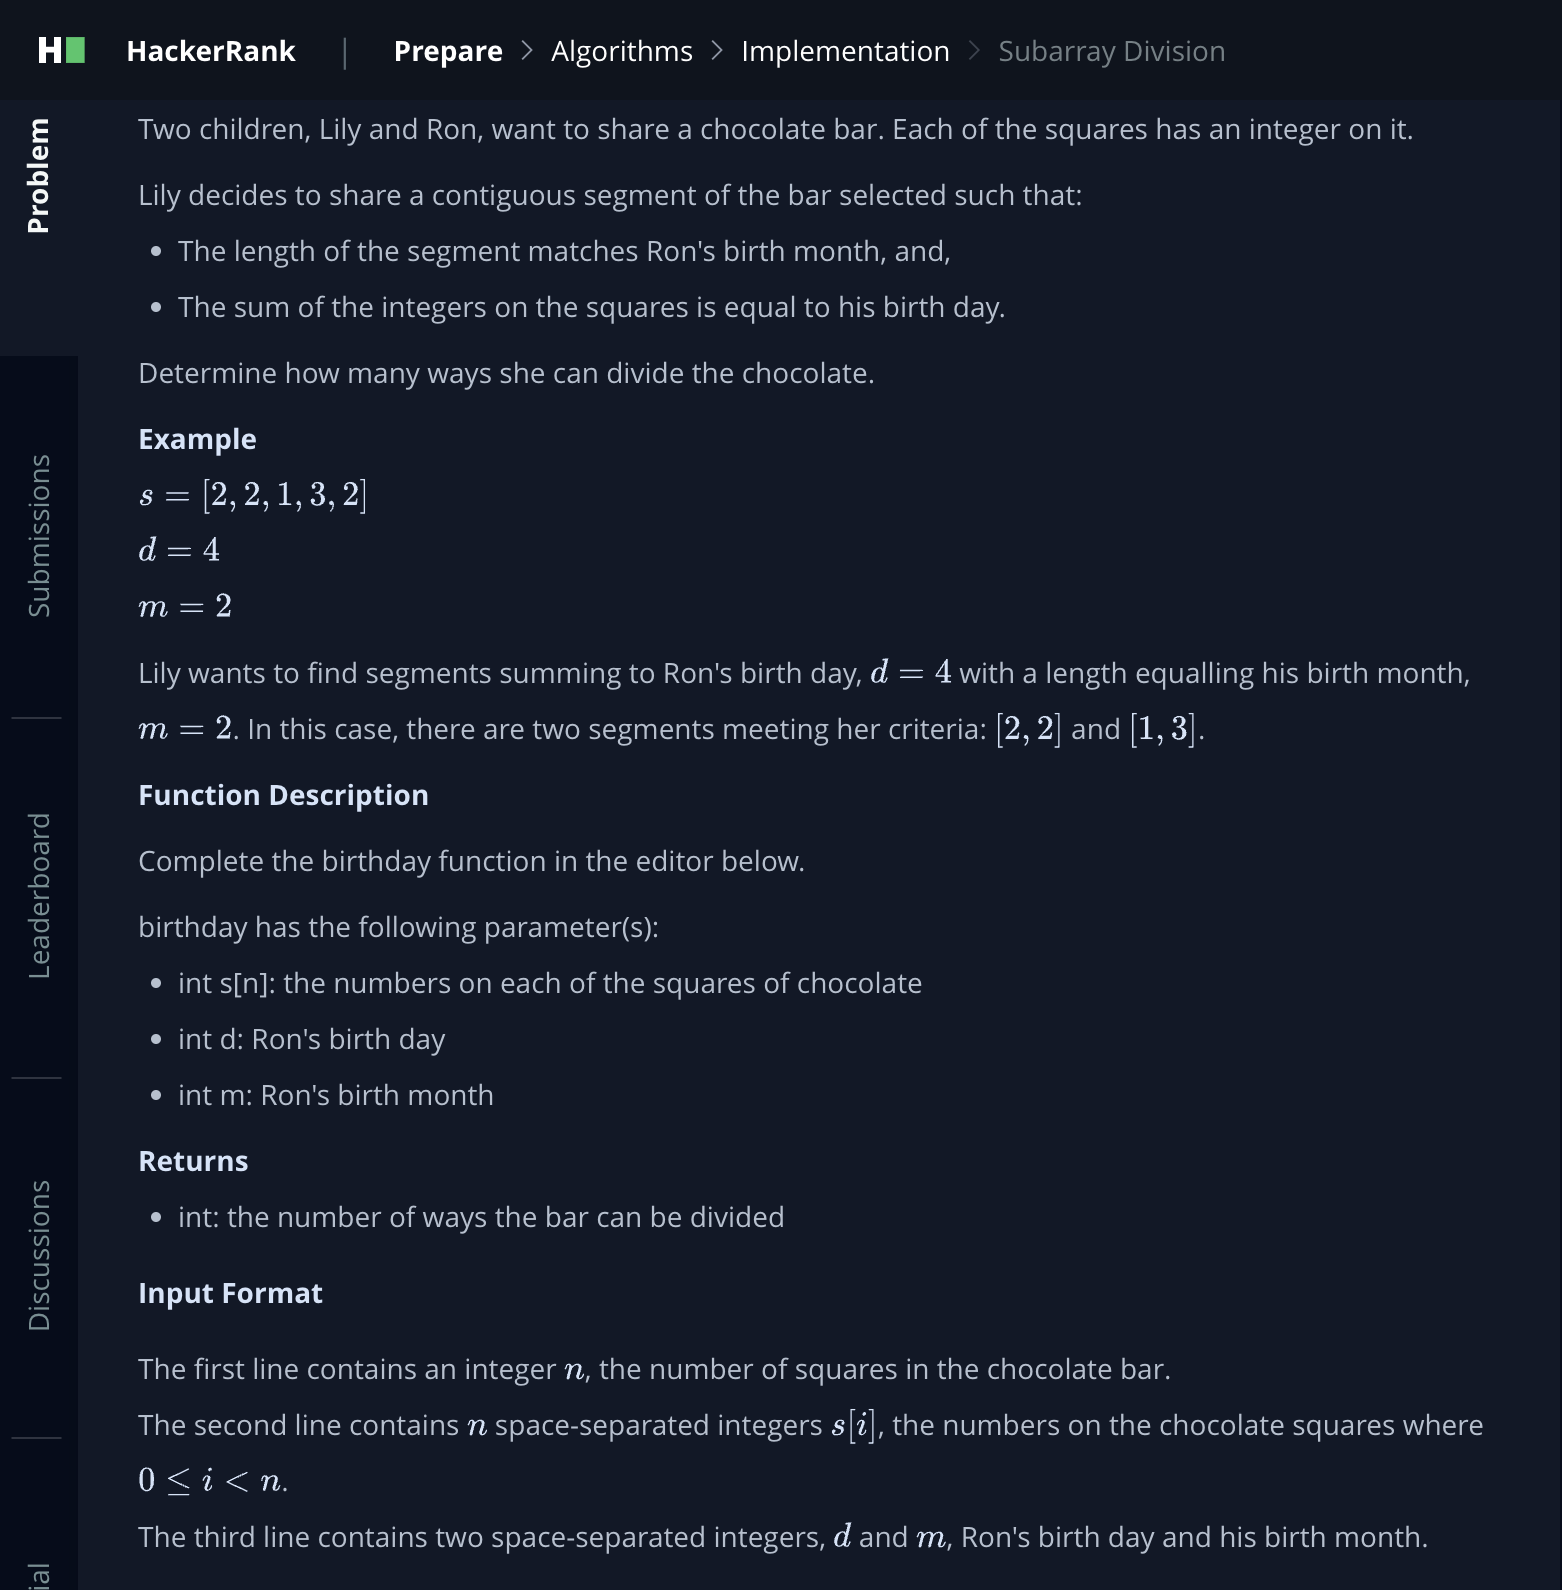 H
HackerRank | Prepare > Algorithms > Implementation > Subarray Division
Problem
Submissions
Leaderboard
Discussions
ial
Two children, Lily and Ron, want to share a chocolate bar. Each of the squares has an integer on it.
Lily decides to share a contiguous segment of the bar selected such that:
• The length of the segment matches Ron's birth month, and,
• The sum of the integers on the squares is equal to his birth day.
Determine how many ways she can divide the chocolate.
Example
s = [2, 2, 1, 3, 2]
d = 4
m = 2
Lily wants to find segments summing to Ron's birth day, d = 4 with a length equalling his birth month,
m = 2. In this case, there are two segments meeting her criteria: [2, 2] and [1, 3].
Function Description
Complete the birthday function in the editor below.
birthday has the following parameter(s):
• int s[n]: the numbers on each of the squares of chocolate
• int d: Ron's birth day
• int m: Ron's birth month
Returns
• int: the number of ways the bar can be divided
Input Format
The first line contains an integer n, the number of squares in the chocolate bar.
The second line contains n space-separated integers s[i], the numbers on the chocolate squares where
0 ≤ i < n.
The third line contains two space-separated integers, d and m, Ron's birth day and his birth month.